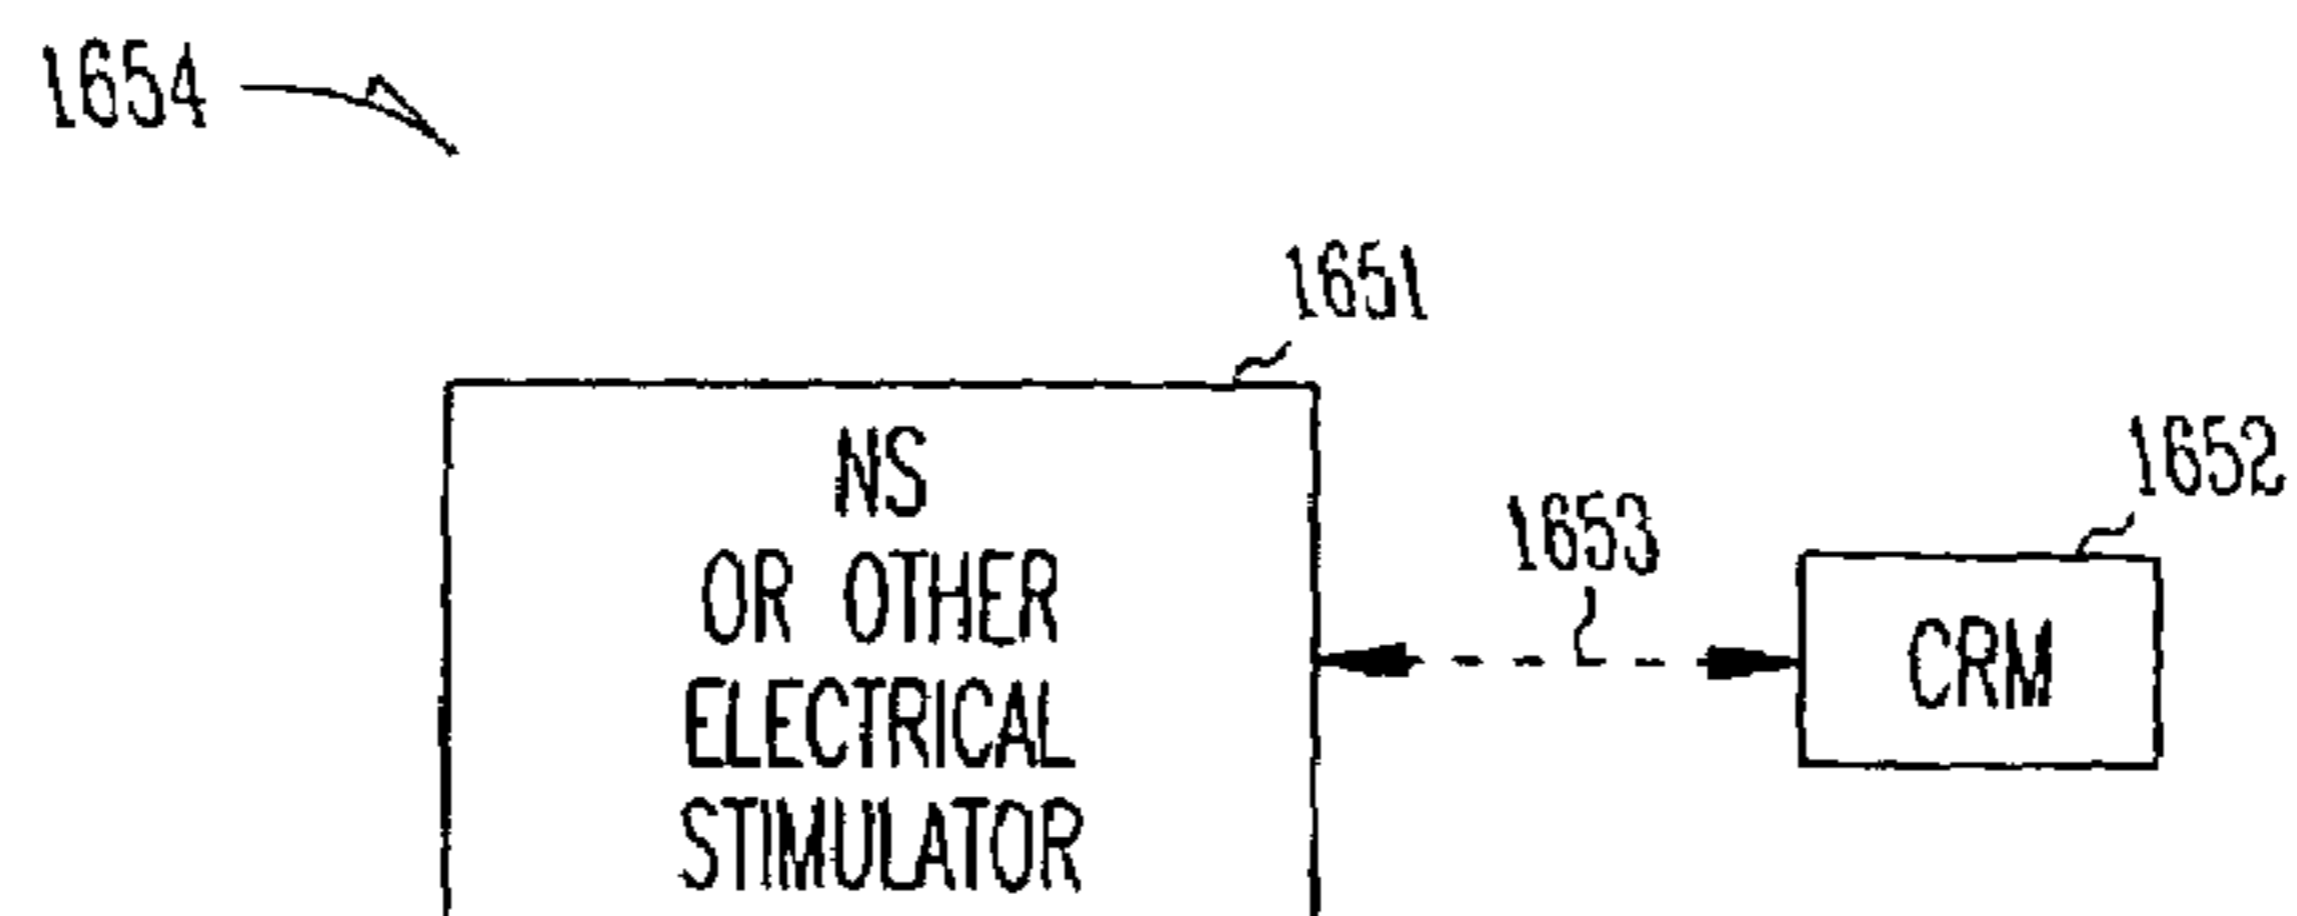 1654
1651
NS
OR OTHER
ELECTRICAL
STIMULATOR
1653
1652
CRM